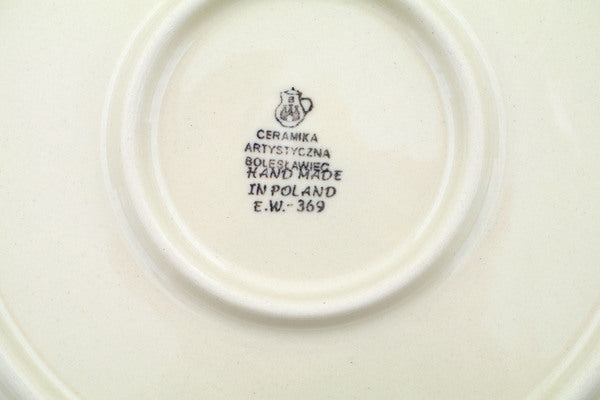 B
CERAMIKA
ARTYSTYCZNA
BOLESŁAWIEC
HAND MADE
IN POLAND
E.W.-369